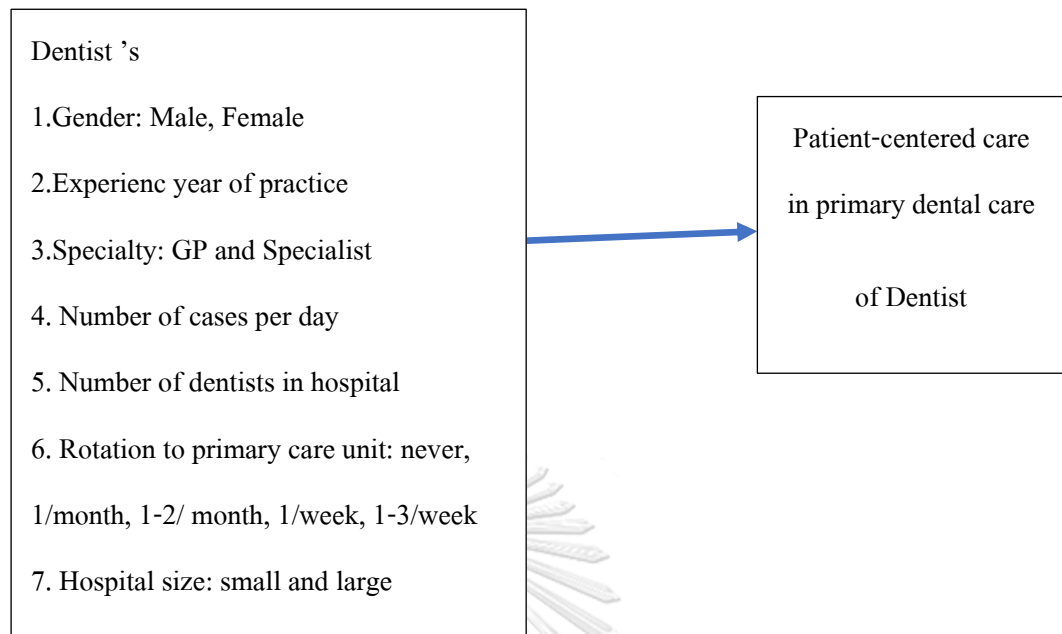 Dentist ’s
1.Gender: Male, Female
2.Experienc year of practice
3.Specialty: GP and Specialist
4. Number of cases per day
5. Number of dentists in hospital
6. Rotation to primary care unit: never,
1/month, 1-2/ month, 1/week, 1-3/week
7. Hospital size: small and large
Patient-centered care
in primary dental care
of Dentist